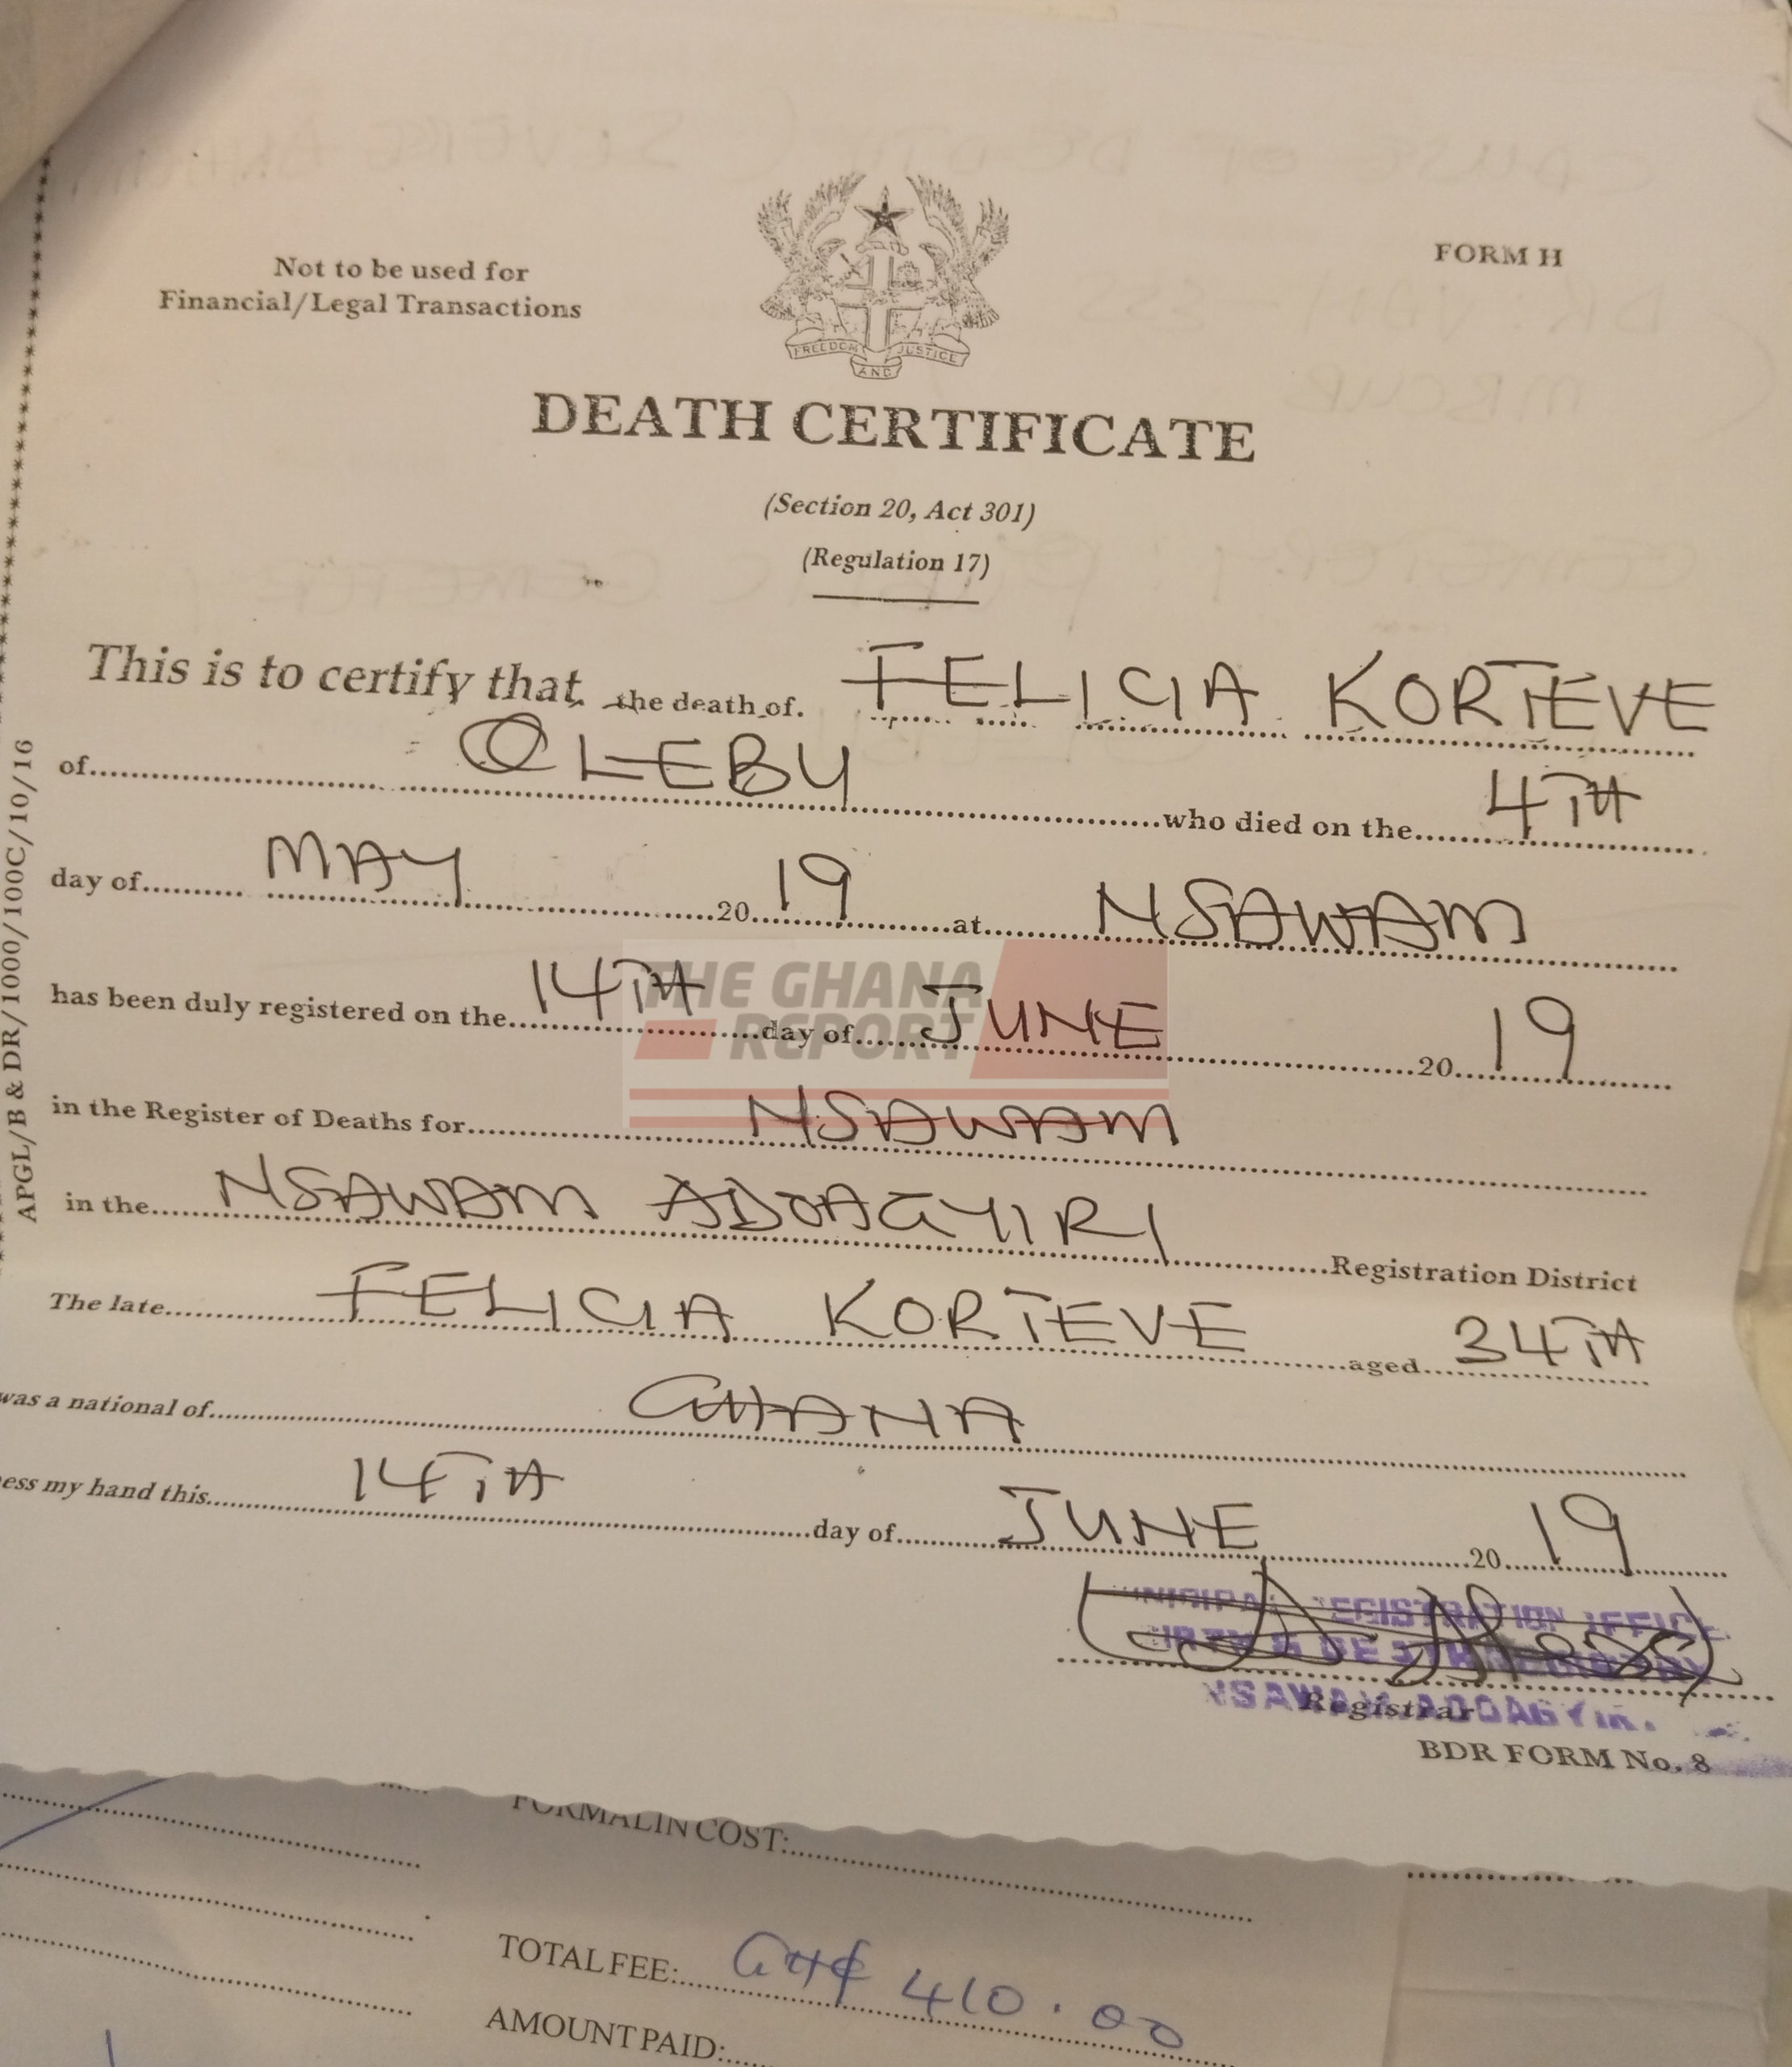 Not to be used for
Financial/Legal Transactions
FORM H
FREEDOM AND JUSTICE
DEATH CERTIFICATE
(Section 20, Act 301)
(Regulation 17)
This is to certify that the death of. FELICIA KORTEVE
of OLEBY who died on the 4TH
day of MAY 2019 at NSAWAM
has been duly registered on the 14TH day of JUNE 2019
THE GHANA
REPORT
in the Register of Deaths for NSAWAM
in the NSAWAM ADOAGYIRI Registration District
The late FELICIA KORTEVE aged 34TH
was a national of GHANA
ess my hand this 14TH day of JUNE 2019
REGISTRATION
NSAWAM ADOAGYIRI
Registrar
BDR FORM No. 8
APGL/B & DR/1000/100C/10/16
FORMALIN COST:
TOTAL FEE: GH¢ 410.00
AMOUNT PAID: